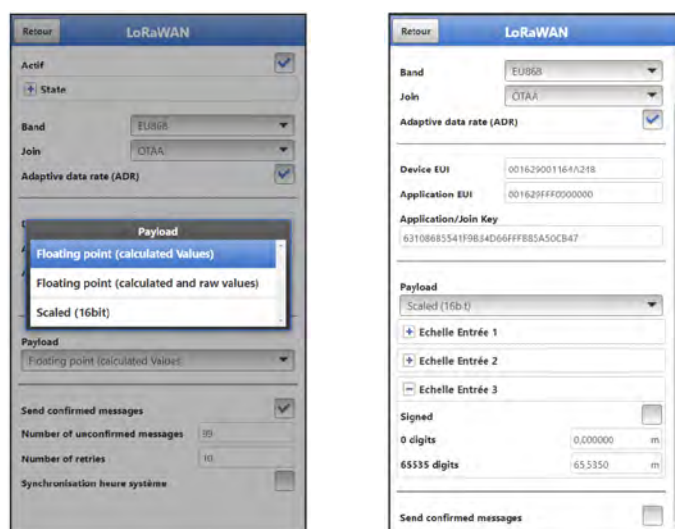 Retour LoRaWAN
Actif
+ State
Band EU868
Join OTAA
Adaptive data rate (ADR)
Payload
Floating point (calculated Values)
Floating point (calculated and raw values)
Scaled (16bit)
Payload
Floating point (calculated Values
Send confirmed messages
Number of unconfirmed messages 99
Number of retries 10
Synchronisation heure système
Retour LoRaWAN
Band EU868
Join OTAA
Adaptive data rate (ADR)
Device EUI 001629001164A248
Application EUI
Application/Join Key
Payload
Scaled (16bit)
+ Echelle Entrée 1
+ Echelle Entrée 2
− Echelle Entrée 3
Signed
0 digits 0,000000 m
65535 digits 65,5350 m
Send confirmed messages